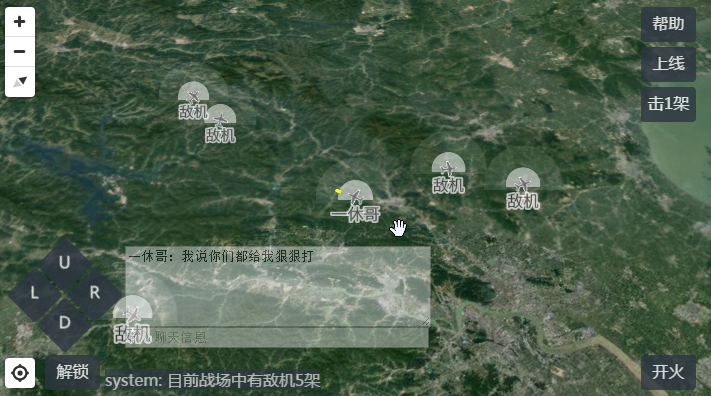 帮助
上线
击1架
敌机
敌机
敌机
敌机
一休哥
一休哥：我说你们都给我狠狠打
U
L
R
D
敌机
聊天信息
解锁
system: 目前战场中有敌机5架
开火